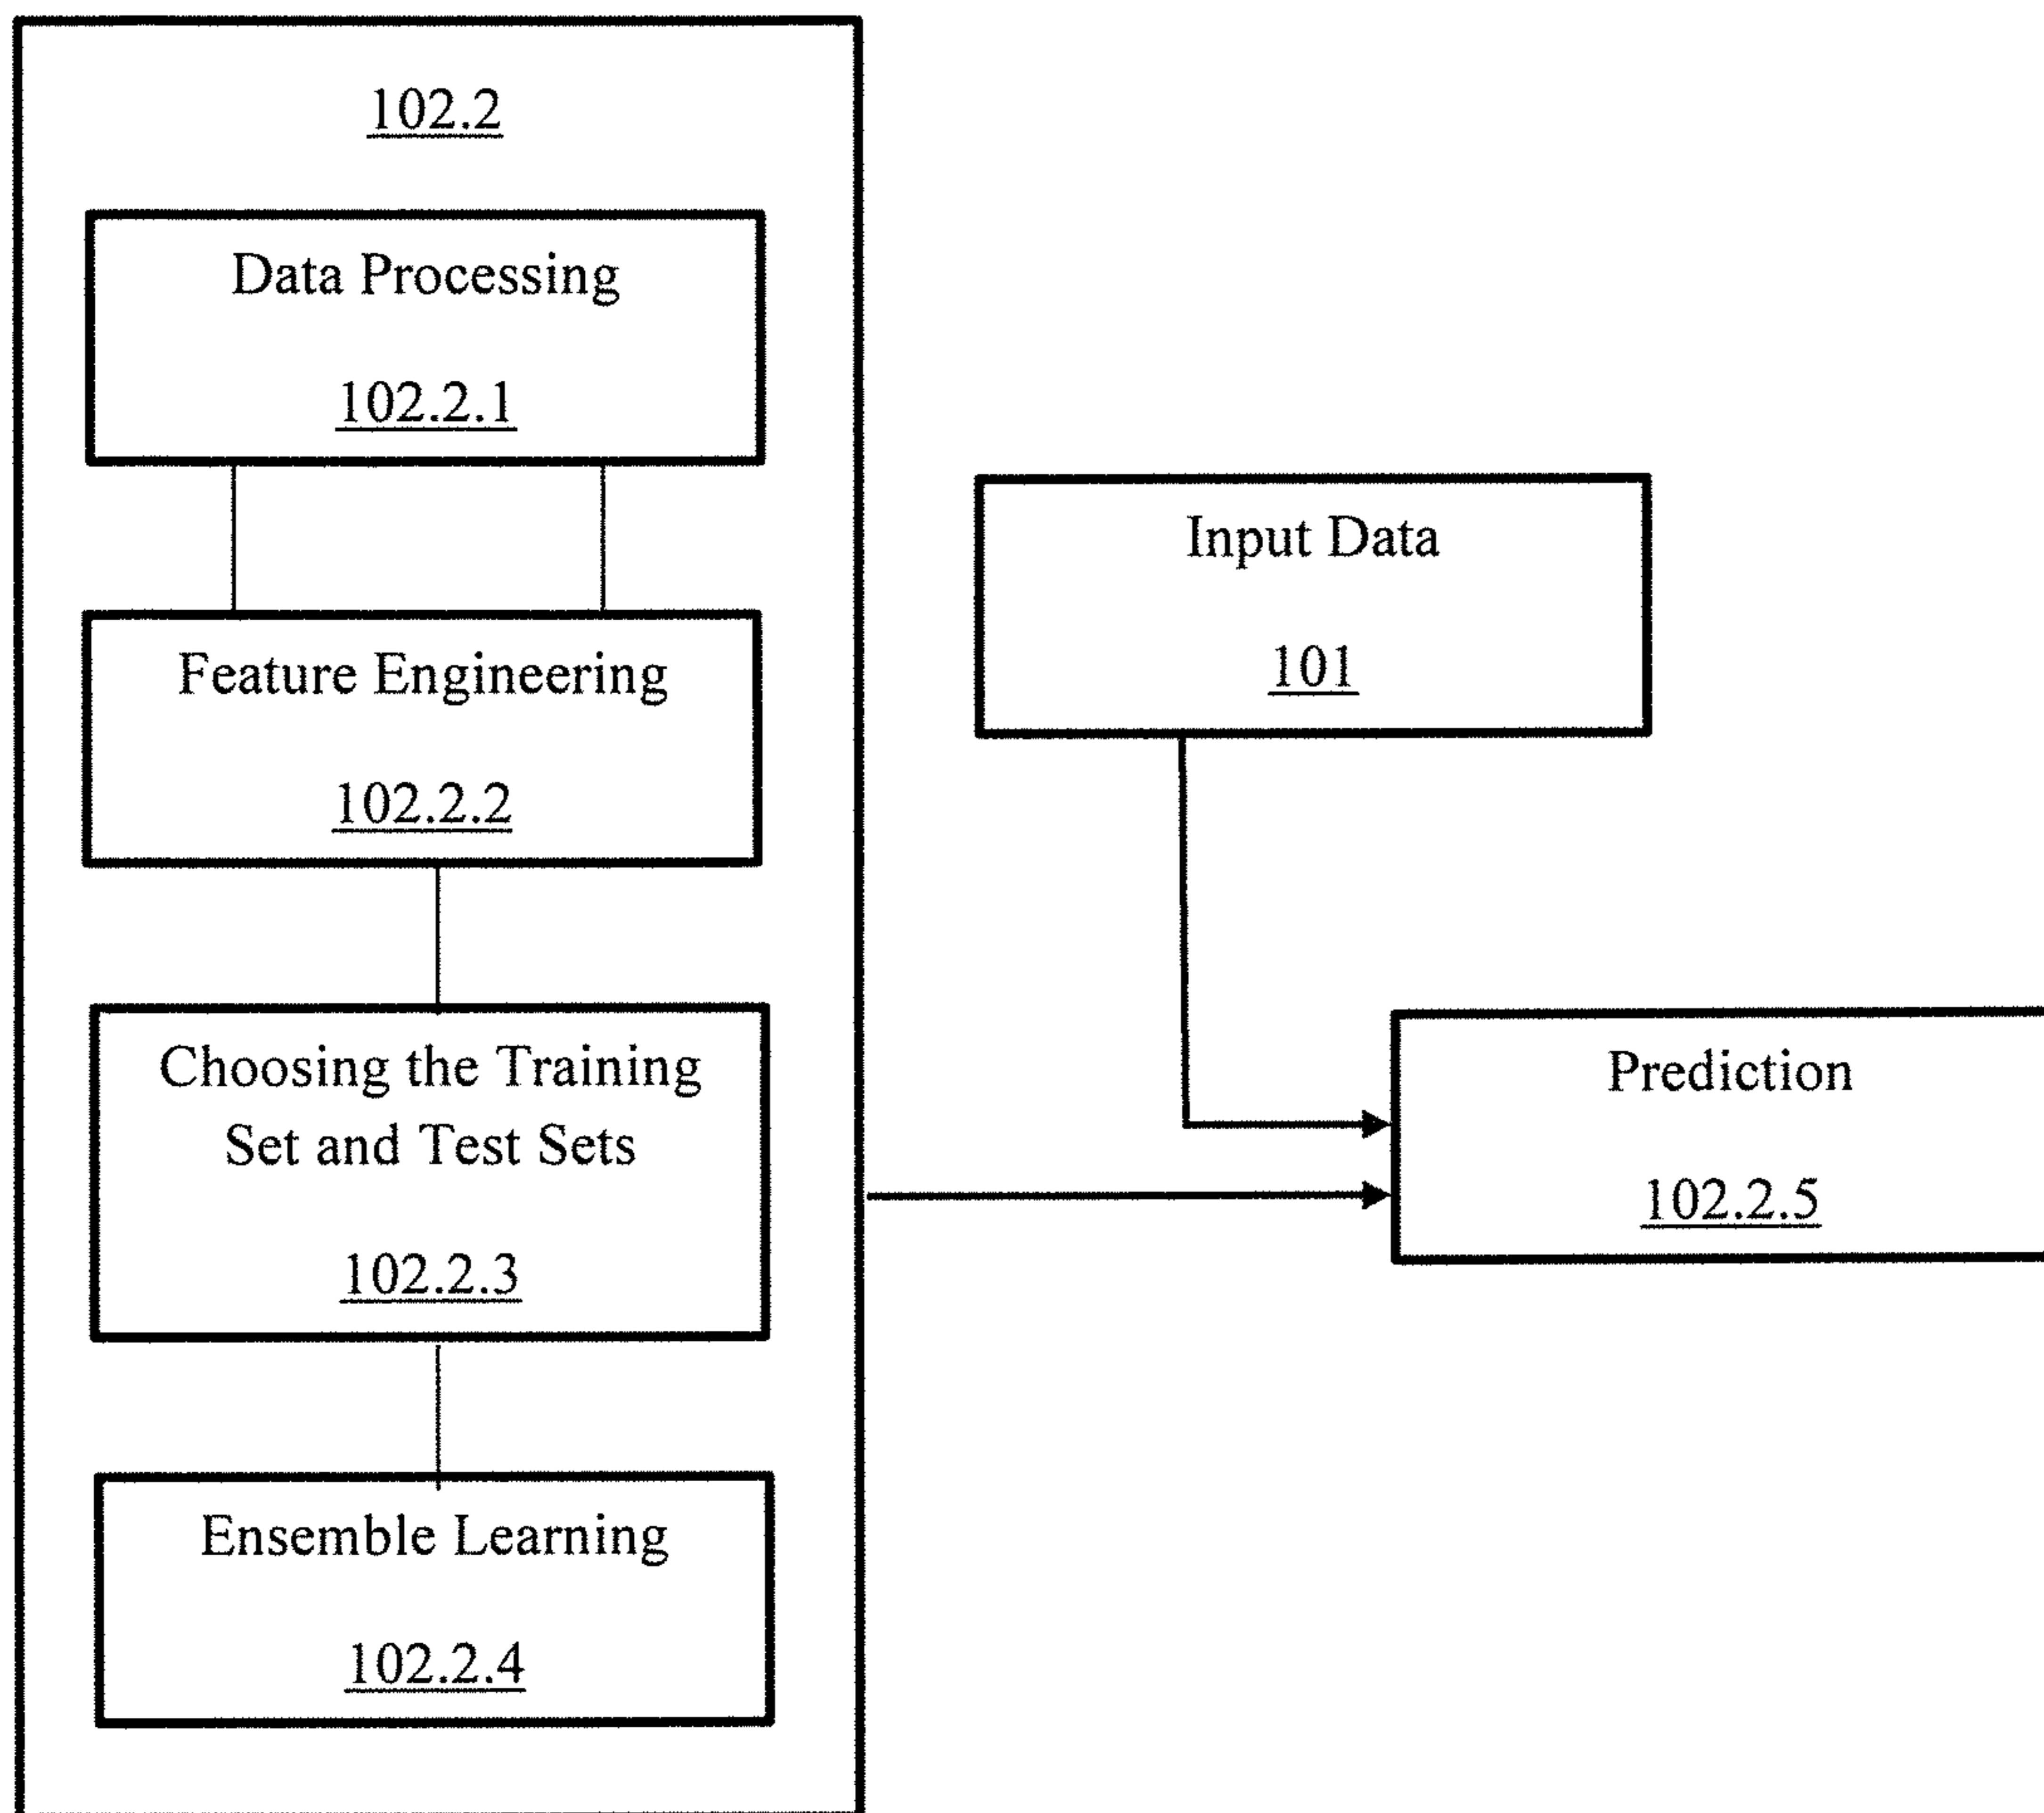 102.2
Data Processing
102.2.1
Feature Engineering
102.2.2
Choosing the Training
Set and Test Sets
102.2.3
Ensemble Learning
102.2.4
Input Data
101
Prediction
102.2.5